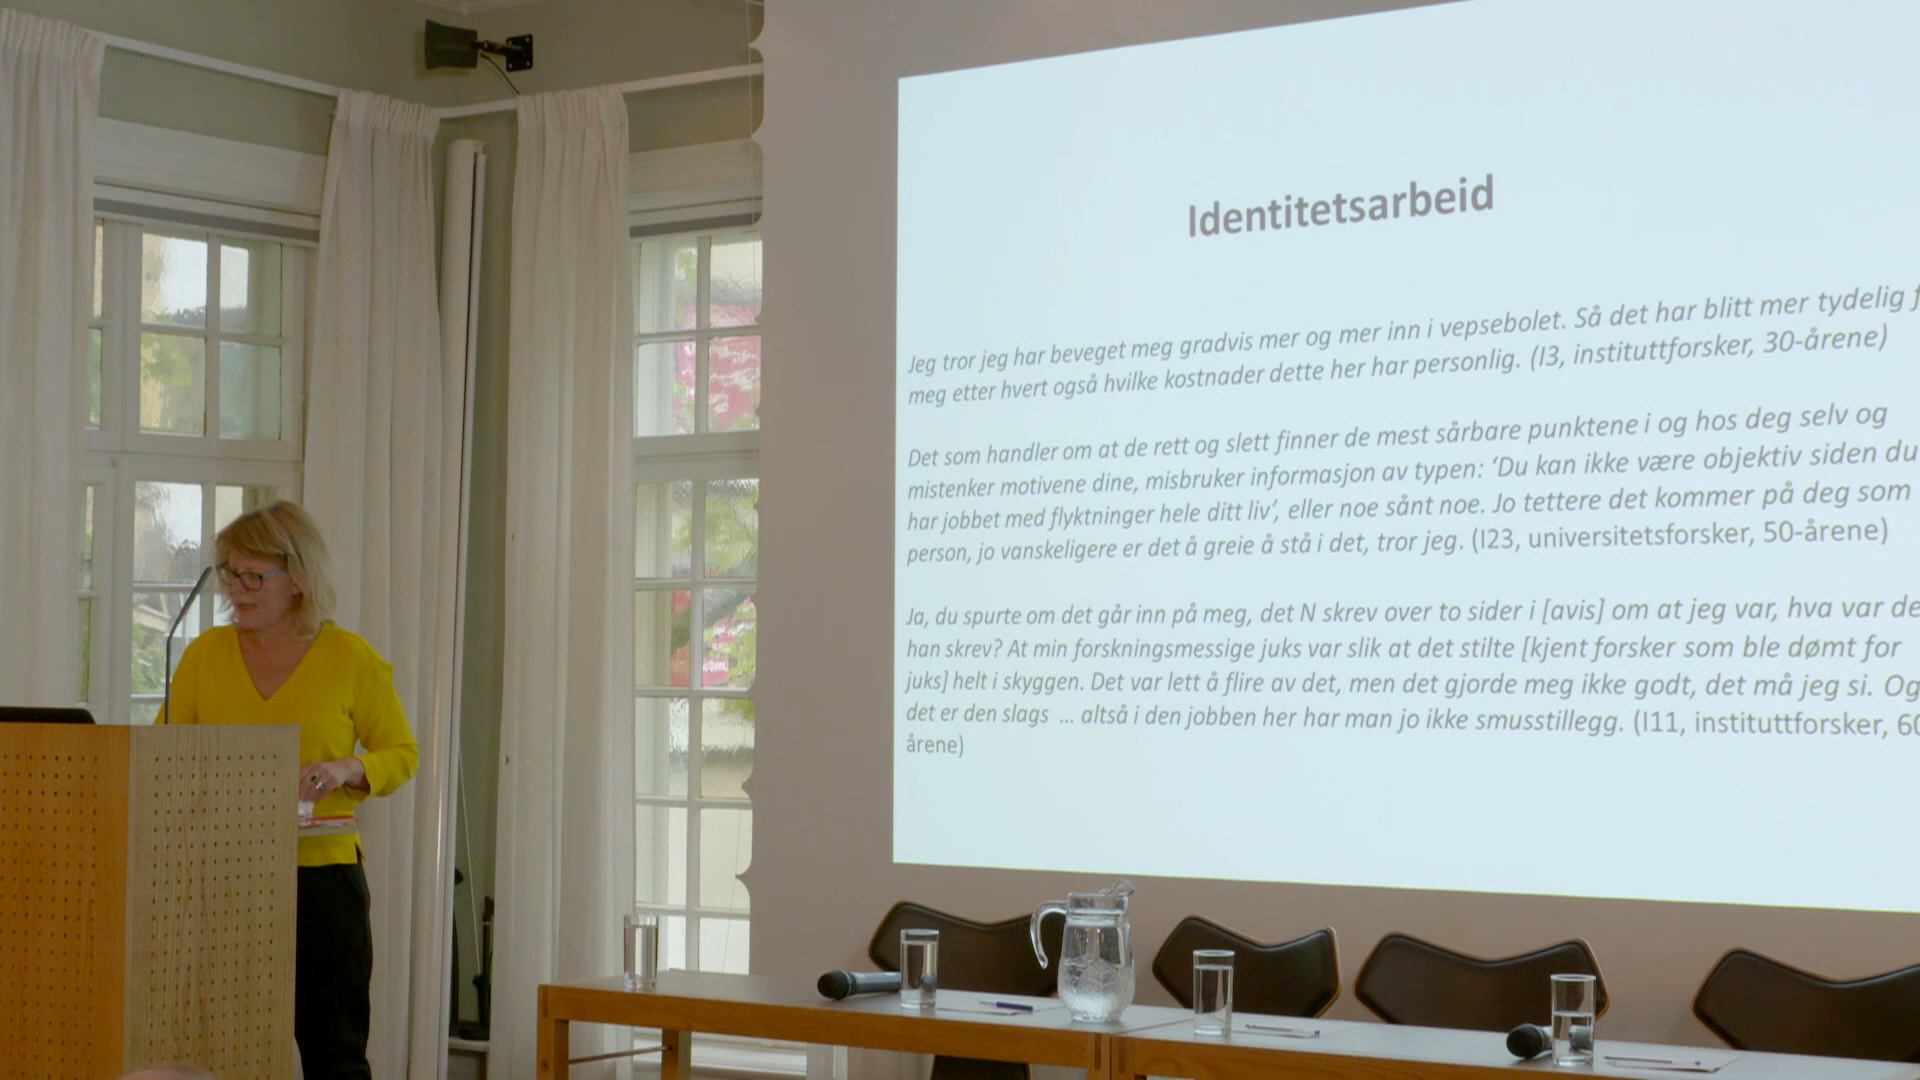 Identitetsarbeid
Jeg tror jeg har beveget meg gradvis mer og mer inn i vepsebolet. Så det har blitt mer tydelig
meg etter hvert også hvilke kostnader dette her har personlig. (I3, instituttforsker, 30-årene)
Det som handler om at de rett og slett finner de mest sårbare punktene i og hos deg selv og
mistenker motivene dine, misbruker informasjon av typen: ‘Du kan ikke være objektiv siden du
har jobbet med flyktninger hele ditt liv’, eller noe sånt noe. Jo tettere det kommer på deg som
person, jo vanskeligere er det å greie å stå i det, tror jeg. (I23, universitetsforsker, 50-årene)
Ja, du spurte om det går inn på meg, det N skrev over to sider i [avis] om at jeg var, hva var de
han skrev? At min forskningsmessige juks var slik at det stilte [kjent forsker som ble dømt for
juks] helt i skyggen. Det var lett å flire av det, men det gjorde meg ikke godt, det må jeg si. Og
det er den slags … altså i den jobben her har man jo ikke smusstillegg. (I11, instituttforsker, 60
årene)